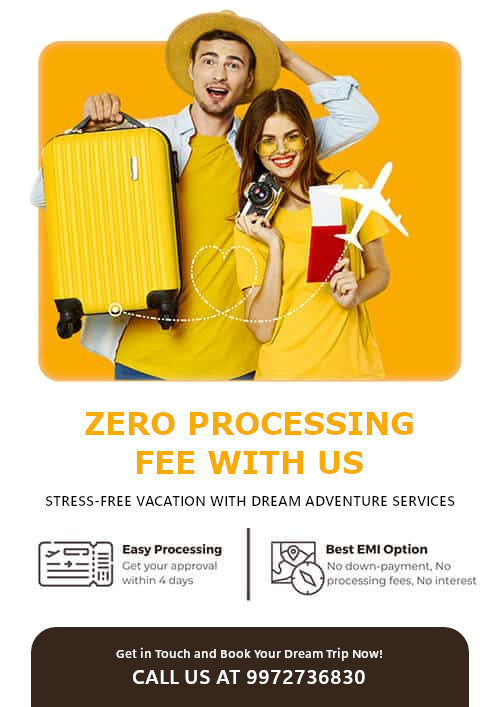 ZERO PROCESSING
FEE WITH US
STRESS-FREE VACATION WITH DREAM ADVENTURE SERVICES
Easy Processing
Get your approval
within 4 days
Best EMI Option
No down-payment, No
processing fees, No interest
Get in Touch and Book Your Dream Trip Now!
CALL US AT 9972736830